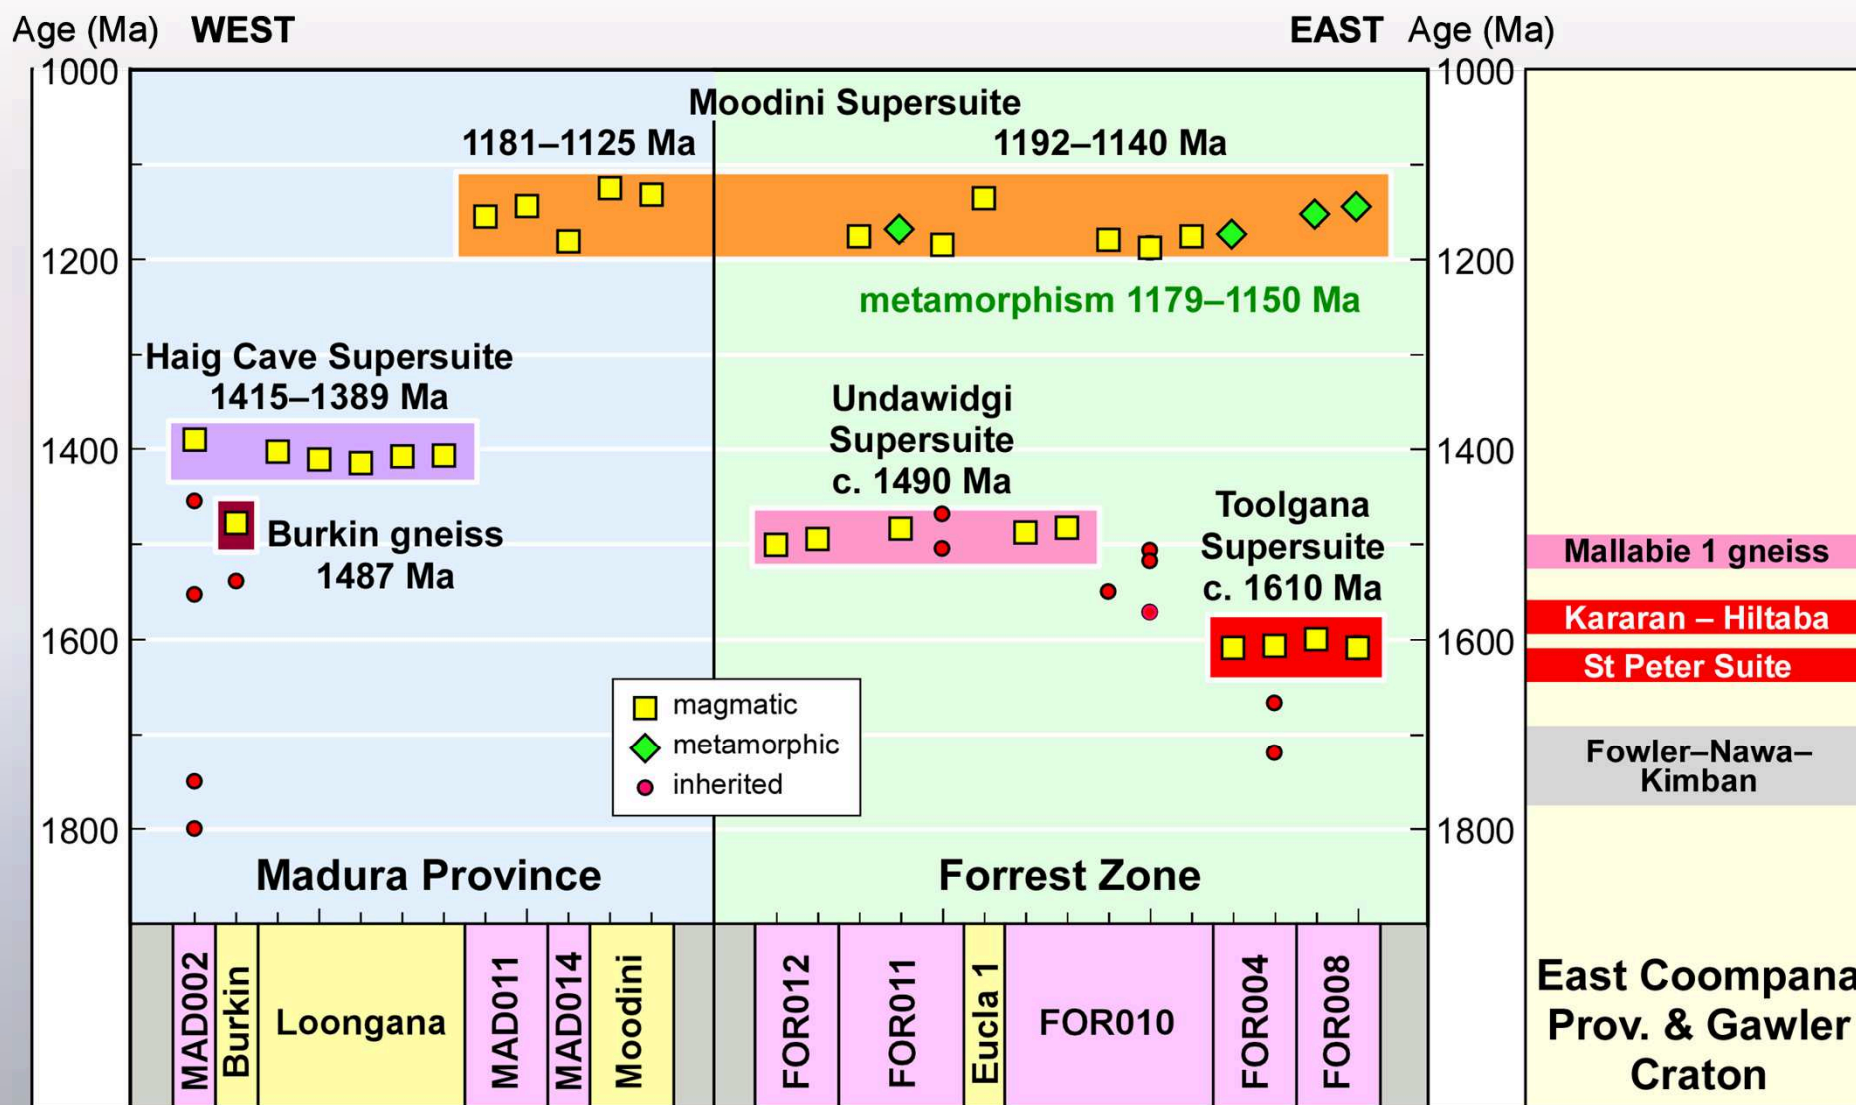 Age (Ma) WEST
EAST Age (Ma)
1000
1200
1400
1600
1800
1000
1200
1400
1600
1800
Moodini Supersuite
1181–1125 Ma
1192–1140 Ma
metamorphism 1179–1150 Ma
Haig Cave Supersuite
1415–1389 Ma
Burkin gneiss
1487 Ma
Undawidgi
Supersuite
c. 1490 Ma
Toolgana
Supersuite
c. 1610 Ma
magmatic
metamorphic
inherited
Madura Province
Forrest Zone
MAD002
Burkin
Loongana
MAD011
MAD014
Moodini
FOR012
FOR011
Eucla 1
FOR010
FOR004
FOR008
Mallabie 1 gneiss
Kararan – Hiltaba
St Peter Suite
Fowler–Nawa–
Kimban
East Coompana
Prov. & Gawler
Craton